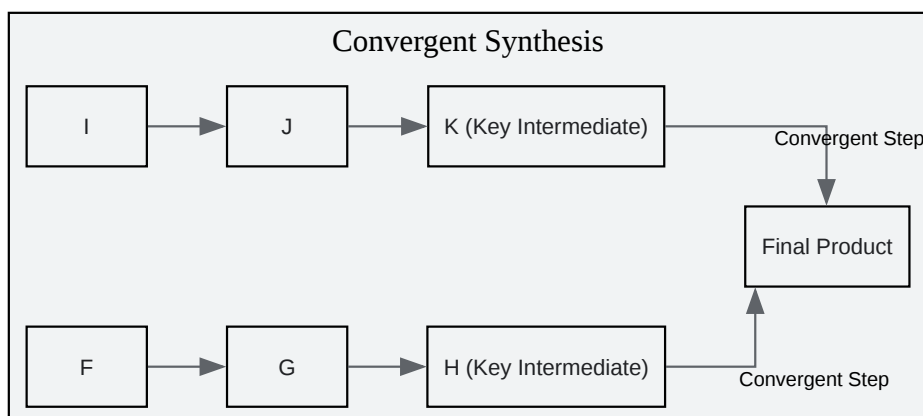 Convergent Synthesis
I
J
K (Key Intermediate)
Convergent Step
Final Product
F
G
H (Key Intermediate)
Convergent Step